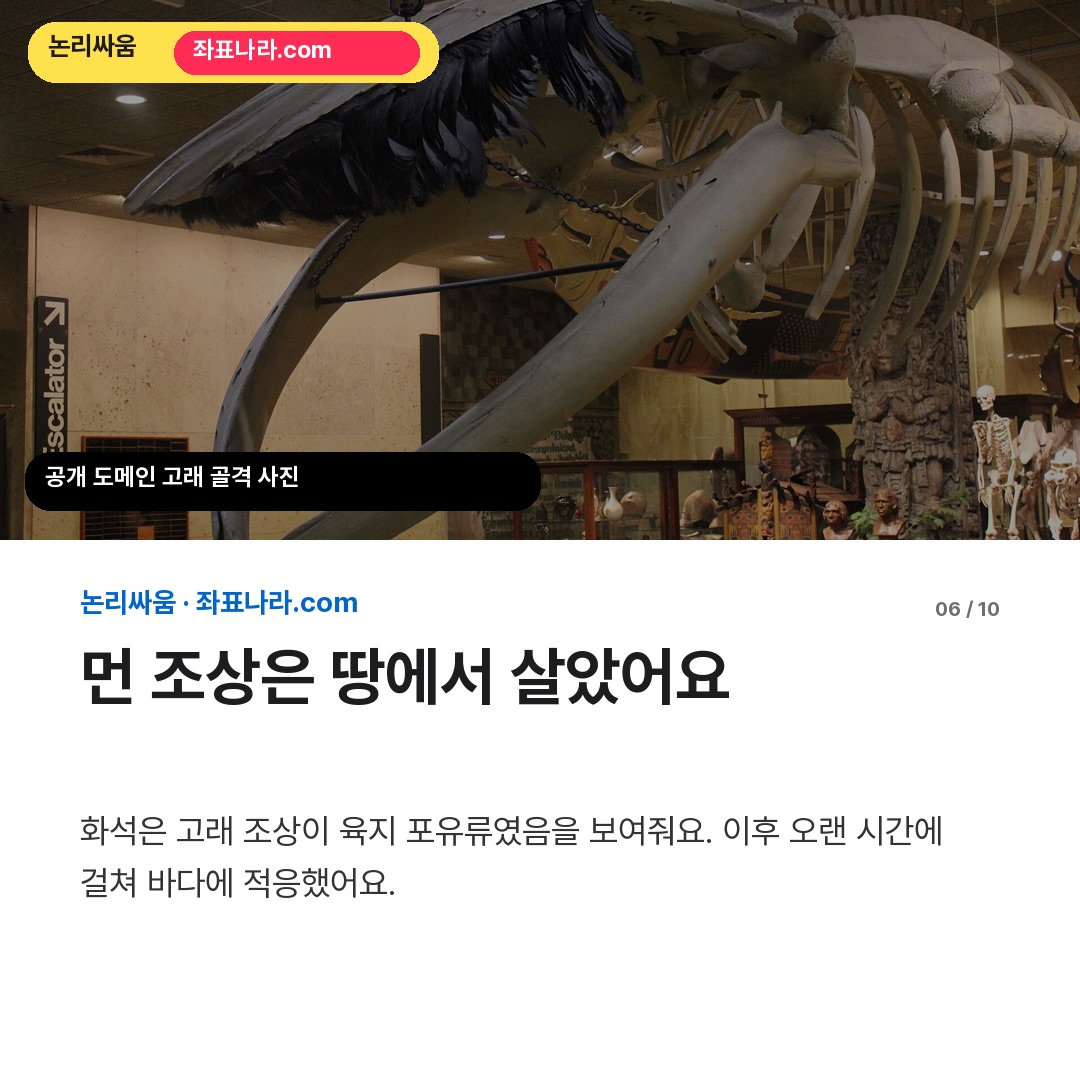 논리싸움 좌표나라.com
Escalator
공개 도메인 고래 골격 사진
논리싸움 · 좌표나라.com
06 / 10
먼 조상은 땅에서 살았어요
화석은 고래 조상이 육지 포유류였음을 보여줘요. 이후 오랜 시간에
걸쳐 바다에 적응했어요.